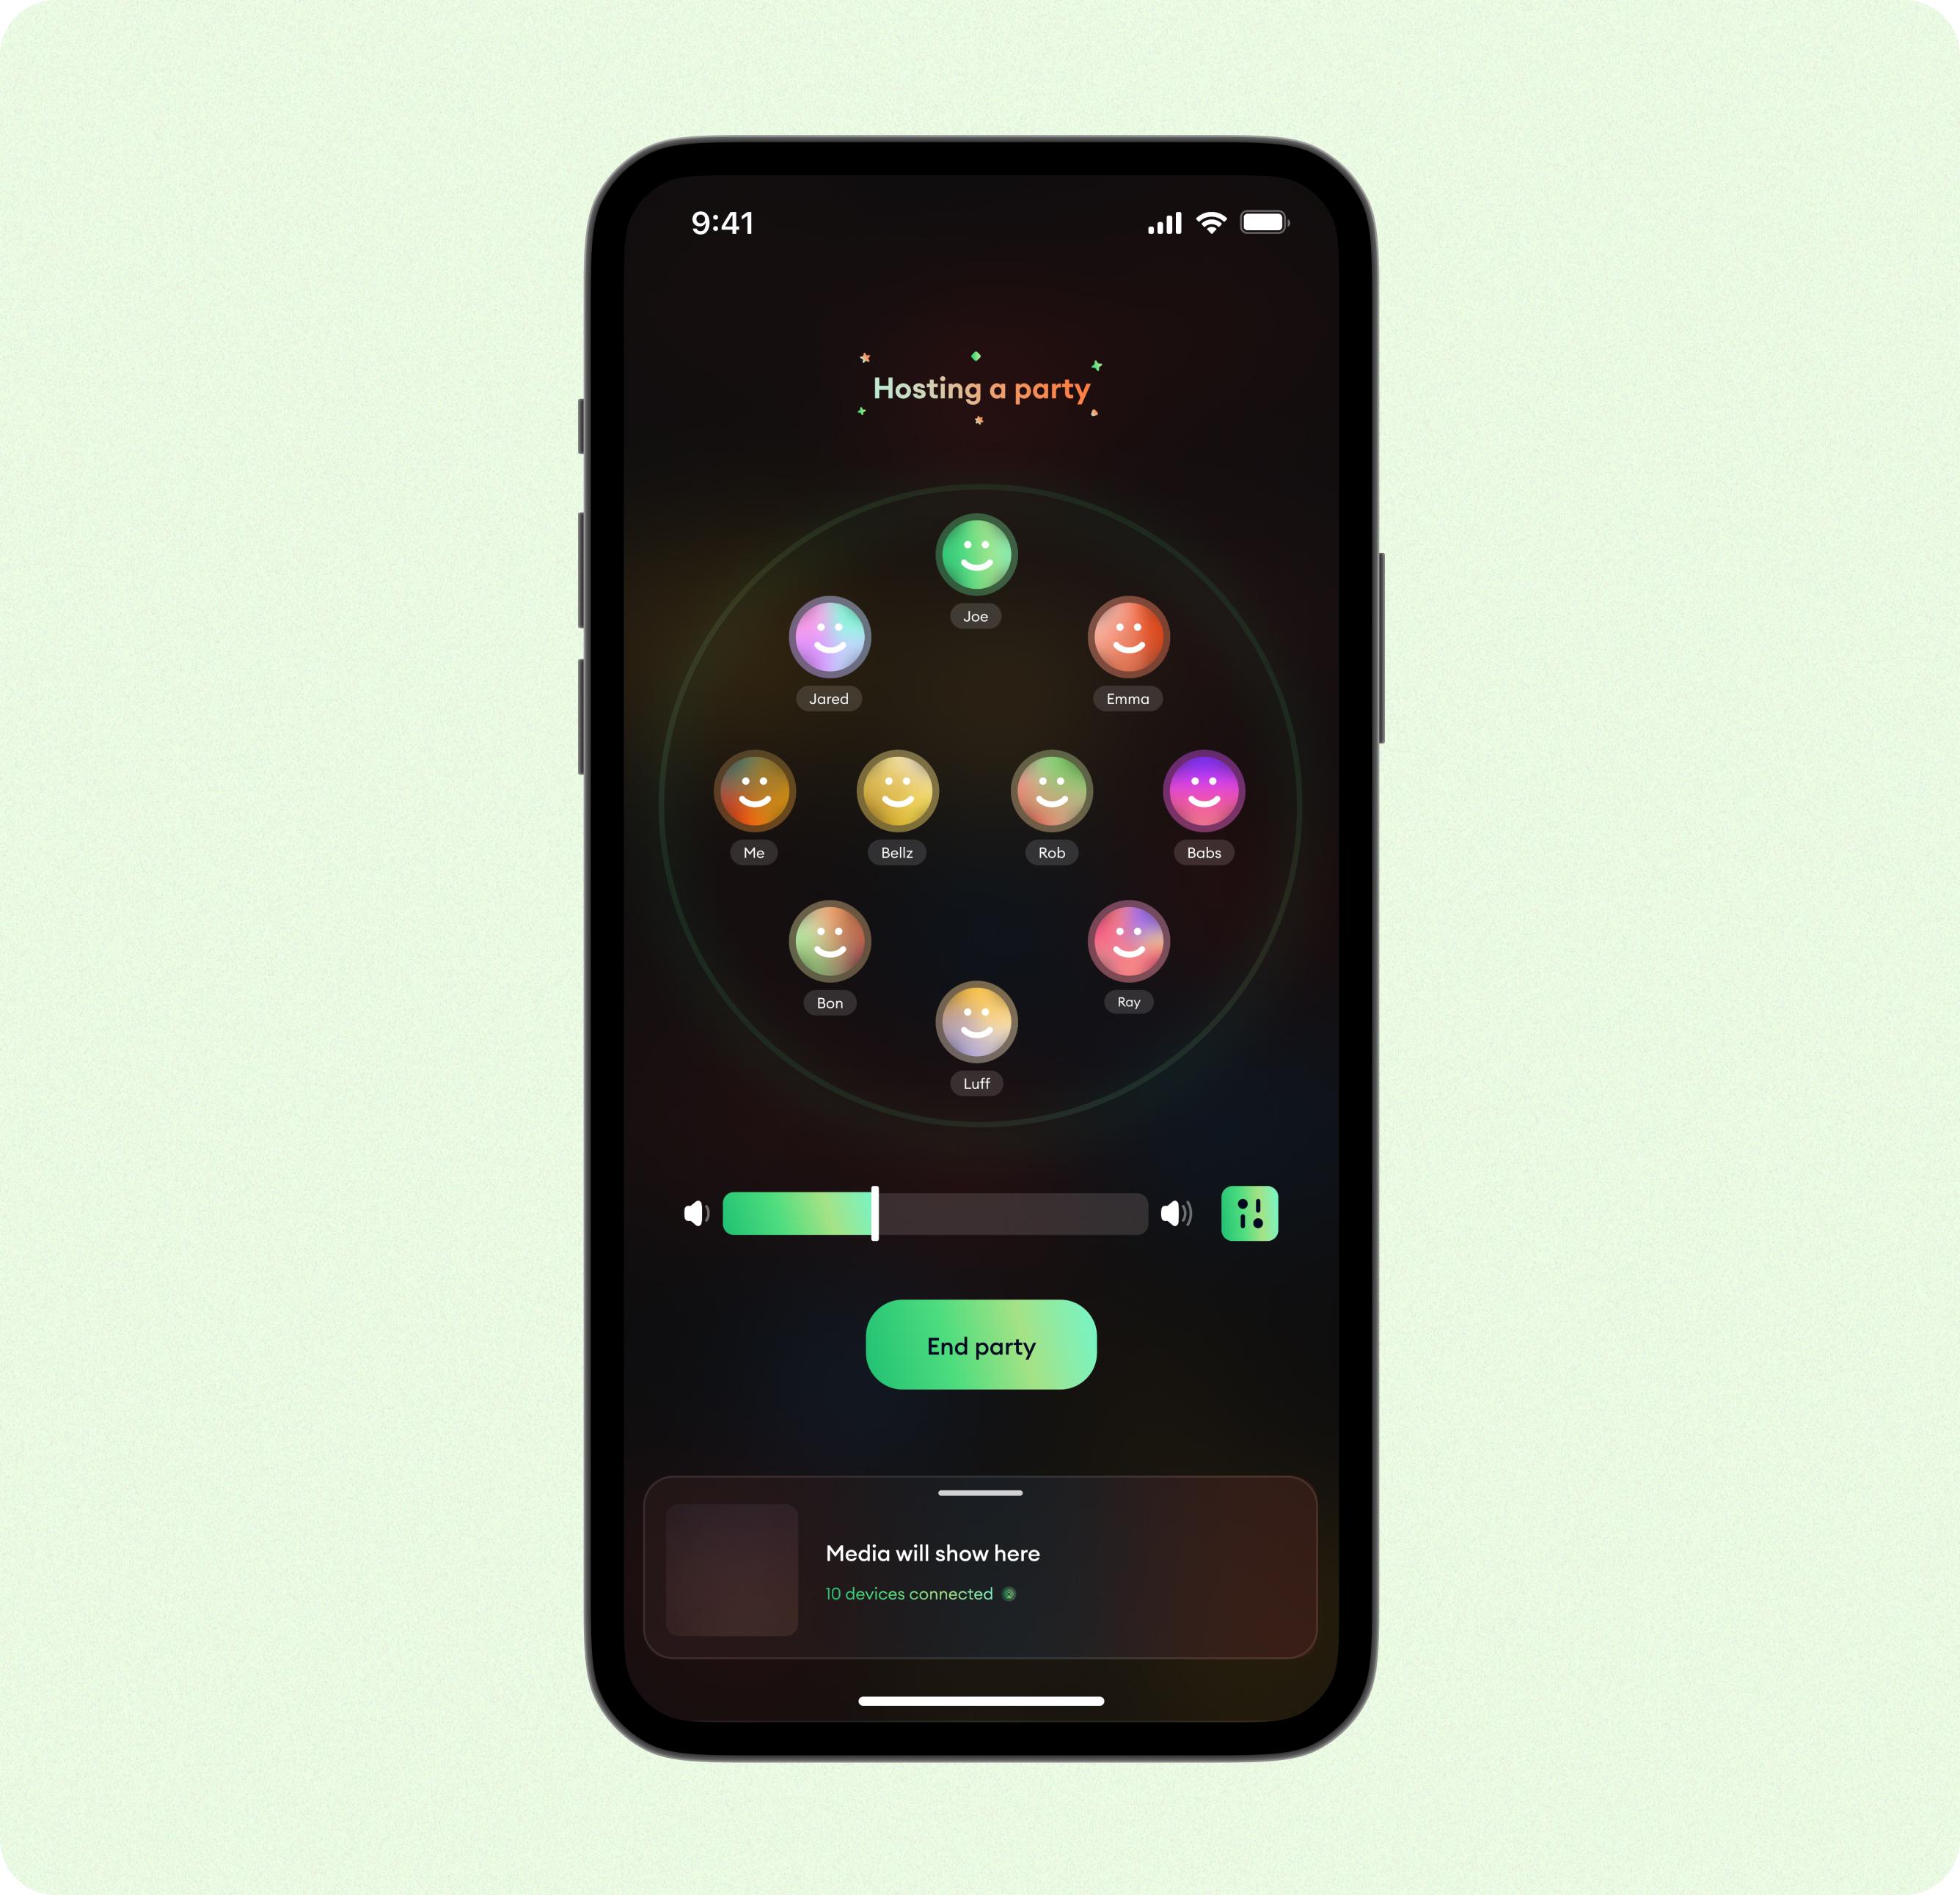 9:41
Hosting a party
Joe
Jared
Emma
Me
Bellz
Rob
Babs
Bon
Ray
Luff
End party
Media will show here
10 devices connected